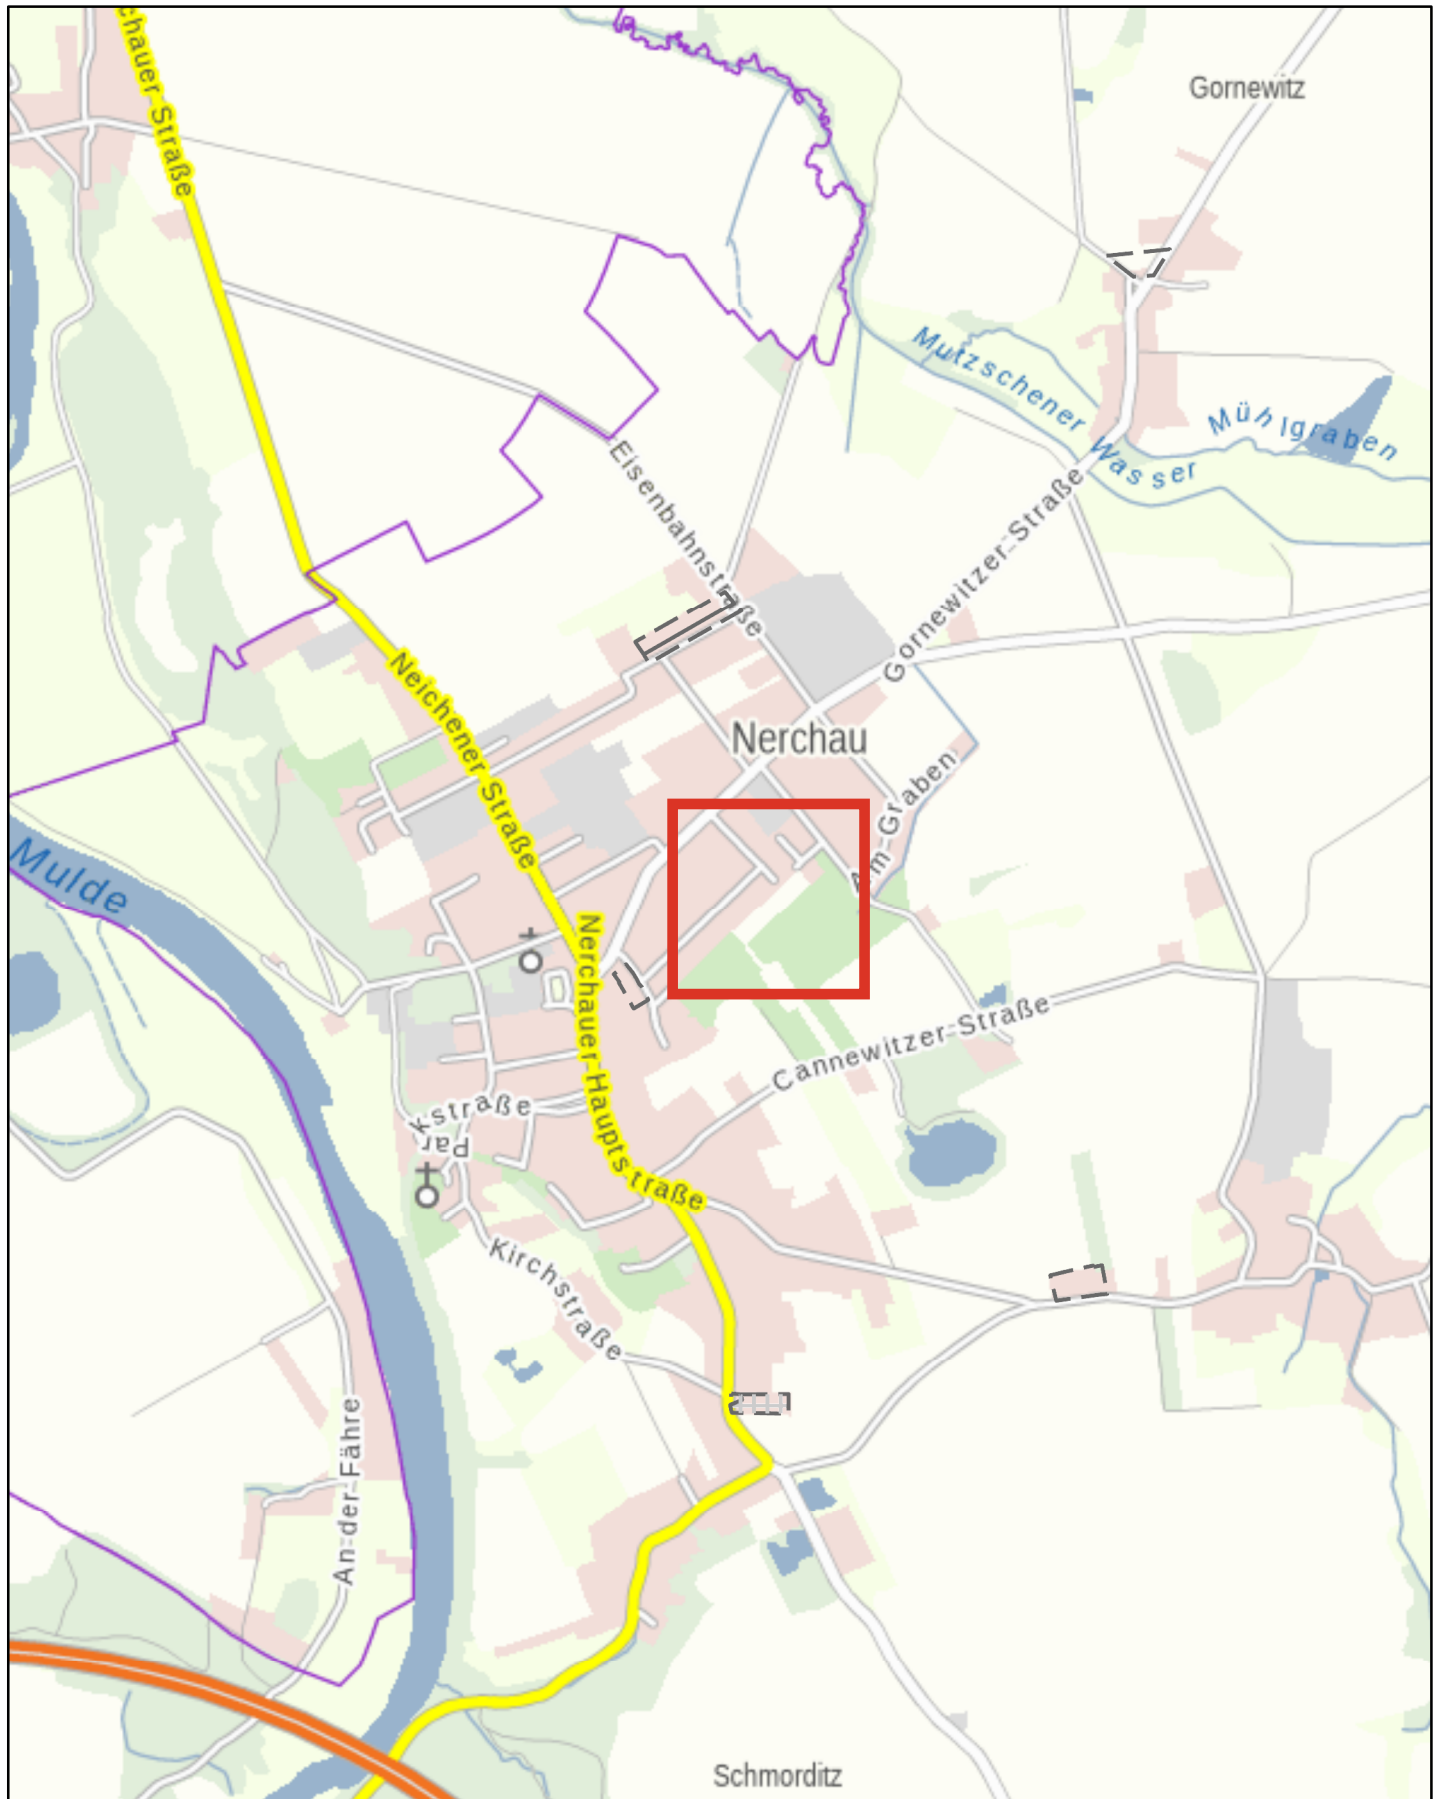 chauer-Straße
Gornewitz
Mutzschener Wasser
Mühlgraben
Eisenbahnstraße
Gornewitzer-Straße
Neichener Straße
Nerchau
Am-Graben
Mulde
Nerchauer-Hauptstraße
Cannewitzer-Straße
Parkstraße
Kirchstraße
An-der-Fähre
Schmorditz